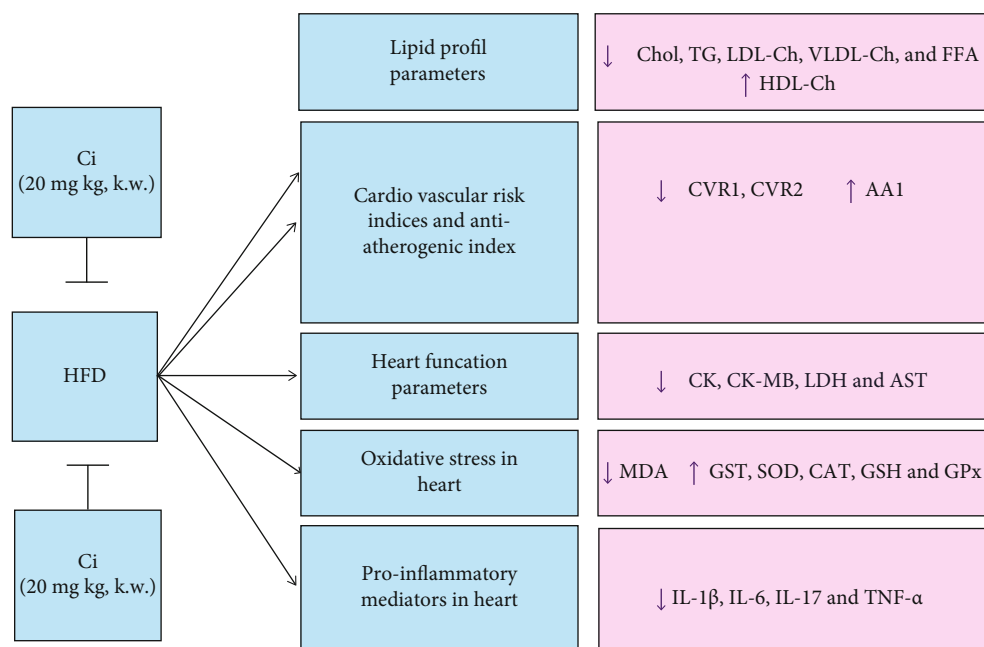 Ci
(20 mg kg, k.w.)
HFD
Ci
(20 mg kg, k.w.)
Lipid profil
parameters
↓ Chol, TG, LDL-Ch, VLDL-Ch, and FFA
↑ HDL-Ch
Cardio vascular risk
indices and anti-
atherogenic index
↓ CVR1, CVR2 ↑ AA1
Heart funcation
parameters
↓ CK, CK-MB, LDH and AST
Oxidative stress in
heart
↓ MDA ↑ GST, SOD, CAT, GSH and GPx
Pro-inflammatory
mediators in heart
↓ IL-1β, IL-6, IL-17 and TNF-α